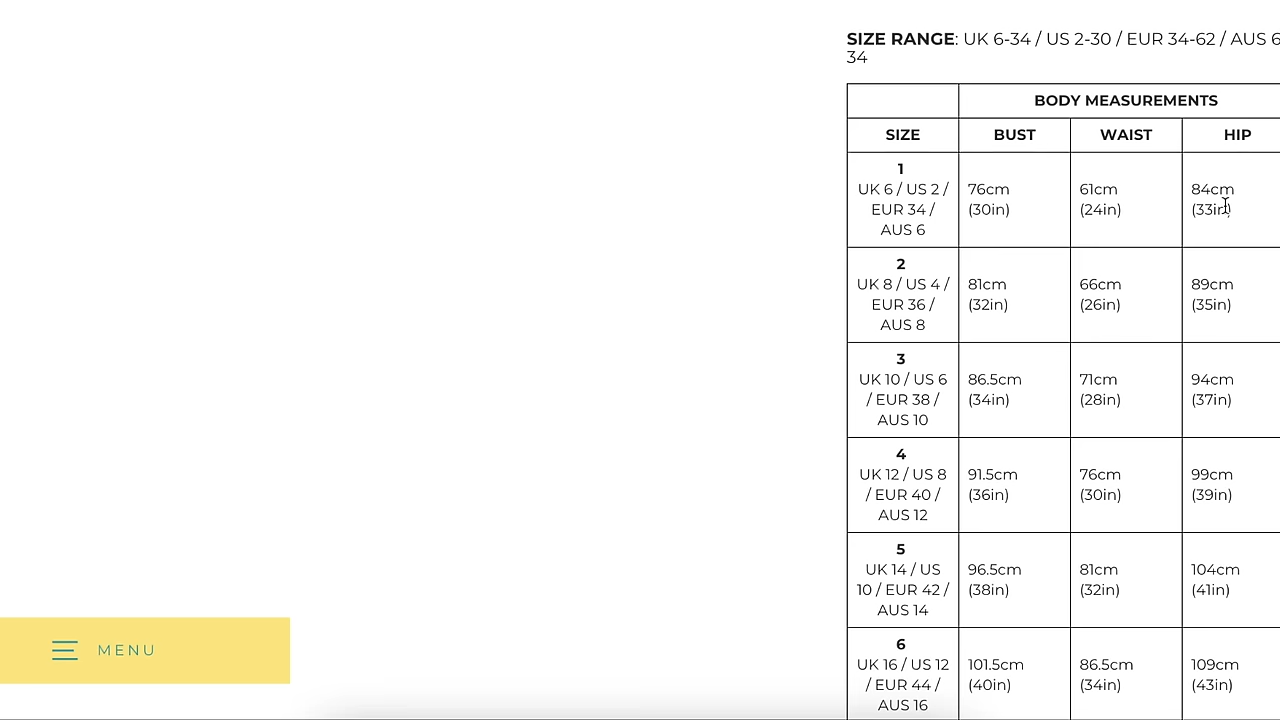 SIZE RANGE: UK 6-34 / US 2-30 / EUR 34-62 / AUS 6
34
BODY MEASUREMENTS
SIZE BUST WAIST HIP
1
UK 6 / US 2 /
EUR 34 /
AUS 6
76cm
(30in)
61cm
(24in)
84cm
(33in)
2
UK 8 / US 4 /
EUR 36 /
AUS 8
81cm
(32in)
66cm
(26in)
89cm
(35in)
3
UK 10 / US 6
/ EUR 38 /
AUS 10
86.5cm
(34in)
71cm
(28in)
94cm
(37in)
4
UK 12 / US 8
/ EUR 40 /
AUS 12
91.5cm
(36in)
76cm
(30in)
99cm
(39in)
5
UK 14 / US
10 / EUR 42 /
AUS 14
96.5cm
(38in)
81cm
(32in)
104cm
(41in)
6
UK 16 / US 12
/ EUR 44 /
AUS 16
101.5cm
(40in)
86.5cm
(34in)
109cm
(43in)
MENU